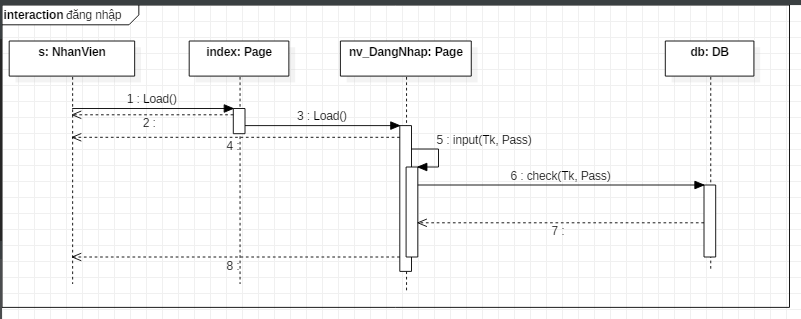 interaction đăng nhập
s: NhanVien
index: Page
nv_DangNhap: Page
db: DB
1 : Load()
2 :
3 : Load()
4 :
5 : input(Tk, Pass)
6 : check(Tk, Pass)
7 :
8 :